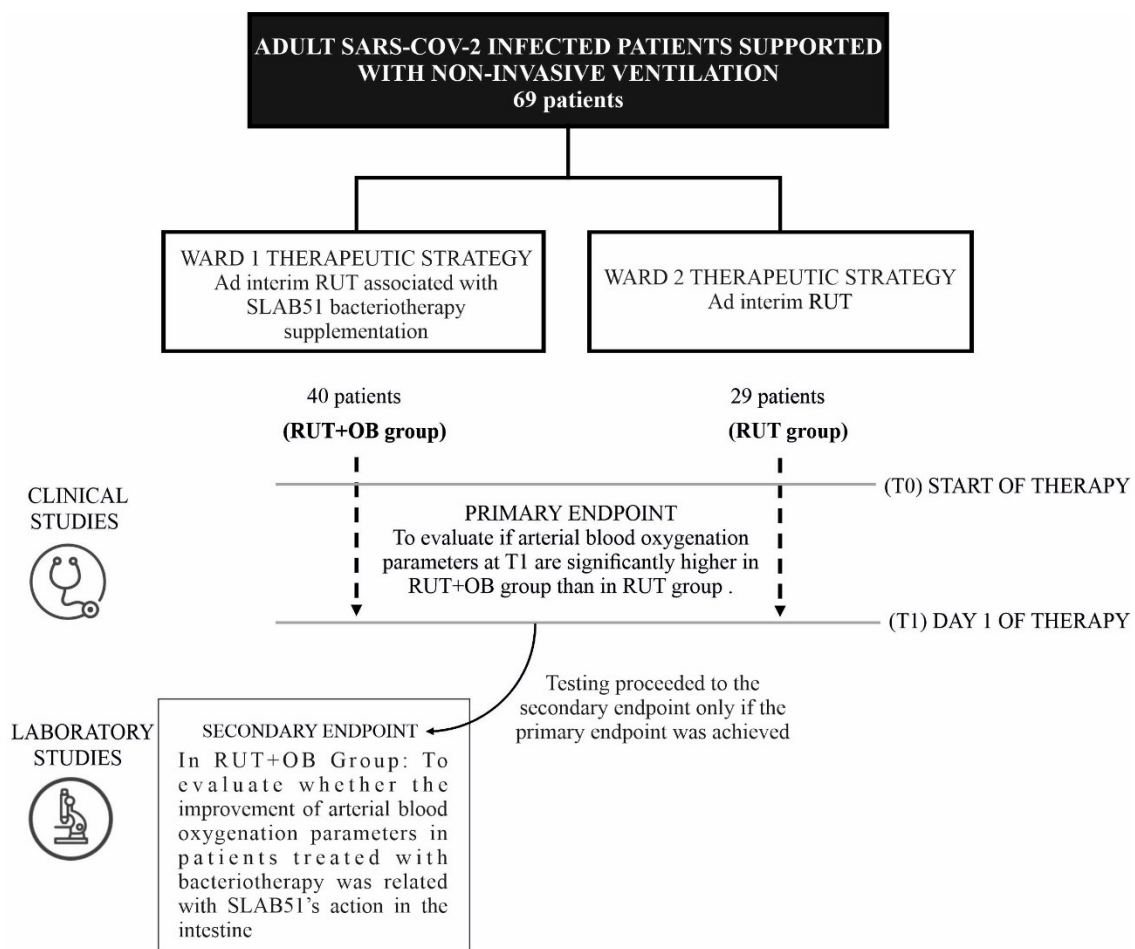 ADULT SARS-COV-2 INFECTED PATIENTS SUPPORTED
WITH NON-INVASIVE VENTILATION
69 patients
WARD 1 THERAPEUTIC STRATEGY
Ad interim RUT associated with
SLAB51 bacteriotherapy
supplementation
WARD 2 THERAPEUTIC STRATEGY
Ad interim RUT
40 patients
(RUT+OB group)
29 patients
(RUT group)
CLINICAL
STUDIES
(T0) START OF THERAPY
PRIMARY ENDPOINT
To evaluate if arterial blood oxygenation
parameters at T1 are significantly higher in
RUT+OB group than in RUT group .
(T1) DAY 1 OF THERAPY
Testing proceeded to the
secondary endpoint only if the
primary endpoint was achieved
LABORATORY
STUDIES
SECONDARY ENDPOINT
In RUT+OB Group: To
evaluate whether the
improvement of arterial blood
oxygenation parameters in
patients treated with
bacteriotherapy was related
with SLAB51's action in the
intestine